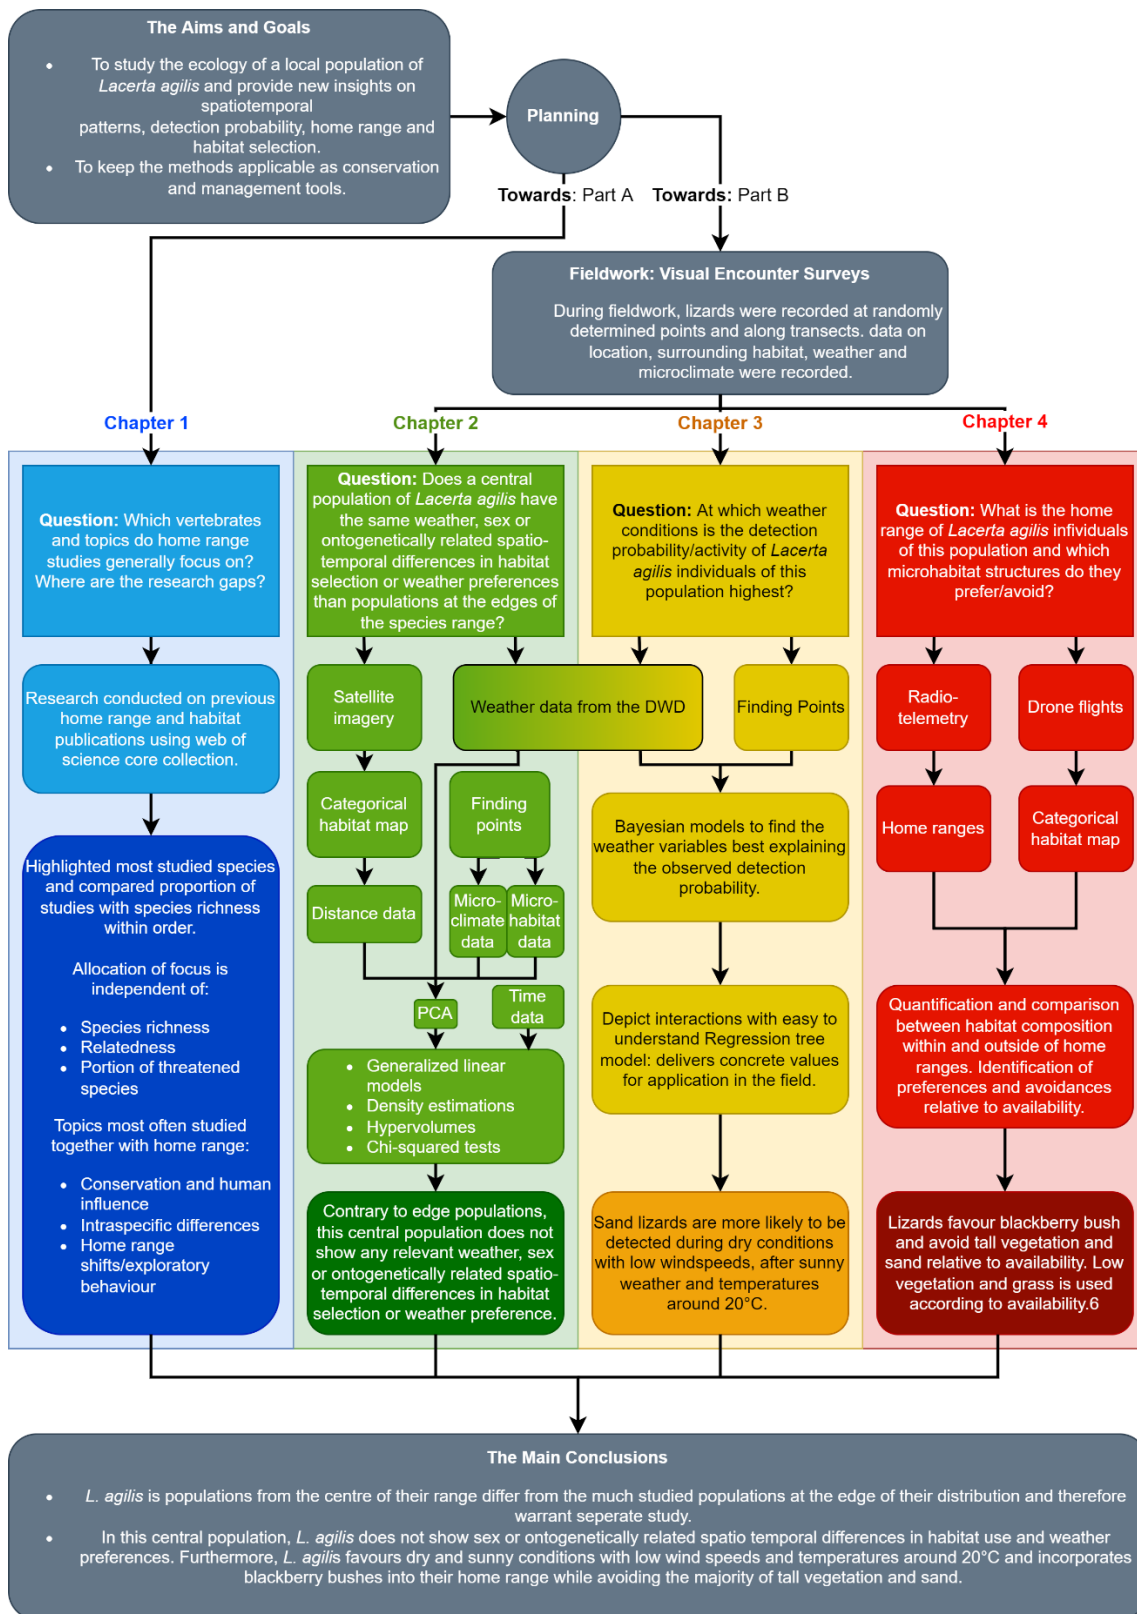 The Aims and Goals
• To study the ecology of a local population of
Lacerta agilis and provide new insights on
spatiotemporal
patterns, detection probability, home range and
habitat selection.
• To keep the methods applicable as conservation
and management tools.
Planning
Towards: Part A
Towards: Part B
Fieldwork: Visual Encounter Surveys
During fieldwork, lizards were recorded at randomly
determined points and along transects. data on
location, surrounding habitat, weather and
microclimate were recorded.
Chapter 1
Question: Which vertebrates
and topics do home range
studies generally focus on?
Where are the research gaps?
Research conducted on previous
home range and habitat
publications using web of
science core collection.
Highlighted most studied species
and compared proportion of
studies with species richness
within order.
Allocation of focus is
independent of:
• Species richness
• Relatedness
• Portion of threatened
species
Topics most often studied
together with home range:
• Conservation and human
influence
• Intraspecific differences
• Home range
shifts/exploratory
behaviour
Chapter 2
Question: Does a central
population of Lacerta agilis have
the same weather, sex or
ontogenetically related spatio-
temporal differences in habitat
selection or weather preferences
than populations at the edges of
the species range?
Satellite
imagery
Weather data from the DWD
Categorical
habitat map
Finding
points
Distance data
Micro-
climate
data
Micro-
habitat
data
PCA
Time
data
• Generalized linear
models
• Density estimations
• Hypervolumes
• Chi-squared tests
Contrary to edge populations,
this central population does not
show any relevant weather, sex
or ontogenetically related spatio-
temporal differences in habitat
selection or weather preference.
Chapter 3
Question: At which weather
conditions is the detection
probability/activity of Lacerta
agilis individuals of this
population highest?
Finding Points
Bayesian models to find the
weather variables best explaining
the observed detection
probability.
Depict interactions with easy to
understand Regression tree
model: delivers concrete values
for application in the field.
Sand lizards are more likely to be
detected during dry conditions
with low windspeeds, after sunny
weather and temperatures
around 20°C.
Chapter 4
Question: What is the home
range of Lacerta agilis infividuals
of this population and which
microhabitat structures do they
prefer/avoid?
Radio-
telemetry
Drone flights
Home ranges
Categorical
habitat map
Quantification and comparison
between habitat composition
within and outside of home
ranges. Identification of
preferences and avoidances
relative to availability.
Lizards favour blackberry bush
and avoid tall vegetation and
sand relative to availability. Low
vegetation and grass is used
according to availability.6
The Main Conclusions
• L. agilis is populations from the centre of their range differ from the much studied populations at the edge of their distribution and therefore
warrant seperate study.
• In this central population, L. agilis does not show sex or ontogenetically related spatio temporal differences in habitat use and weather
preferences. Furthermore, L. agilis favours dry and sunny conditions with low wind speeds and temperatures around 20°C and incorporates
blackberry bushes into their home range while avoiding the majority of tall vegetation and sand.